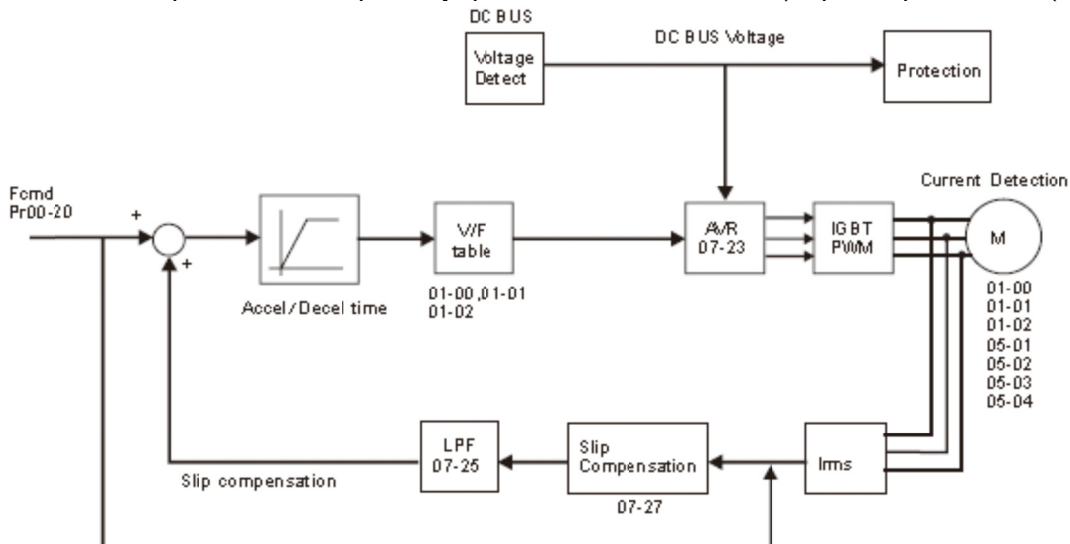 DC BUS
Voltage
Detect
DC BUS Voltage
Protection
Current Detection
Fcmd
Pr00-20
+
+
Accel/Decel time
V/F
table
01-00,01-01
01-02
AVR
07-23
IGBT
PWM
M
01-00
01-01
01-02
05-01
05-02
05-03
05-04
Slip compensation
LPF
07-25
Slip
Compensation
07-27
Irms